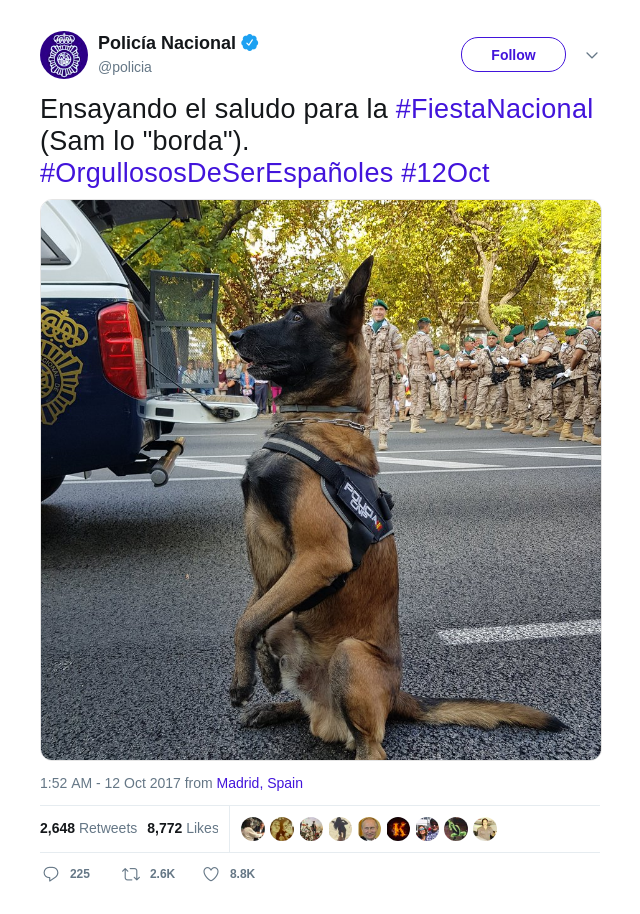 Policía Nacional
@policia
Follow
Ensayando el saludo para la #FiestaNacional
(Sam lo "borda").
#OrgullososDeSerEspañoles #12Oct
POLICIA
CNP
1:52 AM - 12 Oct 2017 from Madrid, Spain
2,648 Retweets 8,772 Likes
K
225 2.6K 8.8K